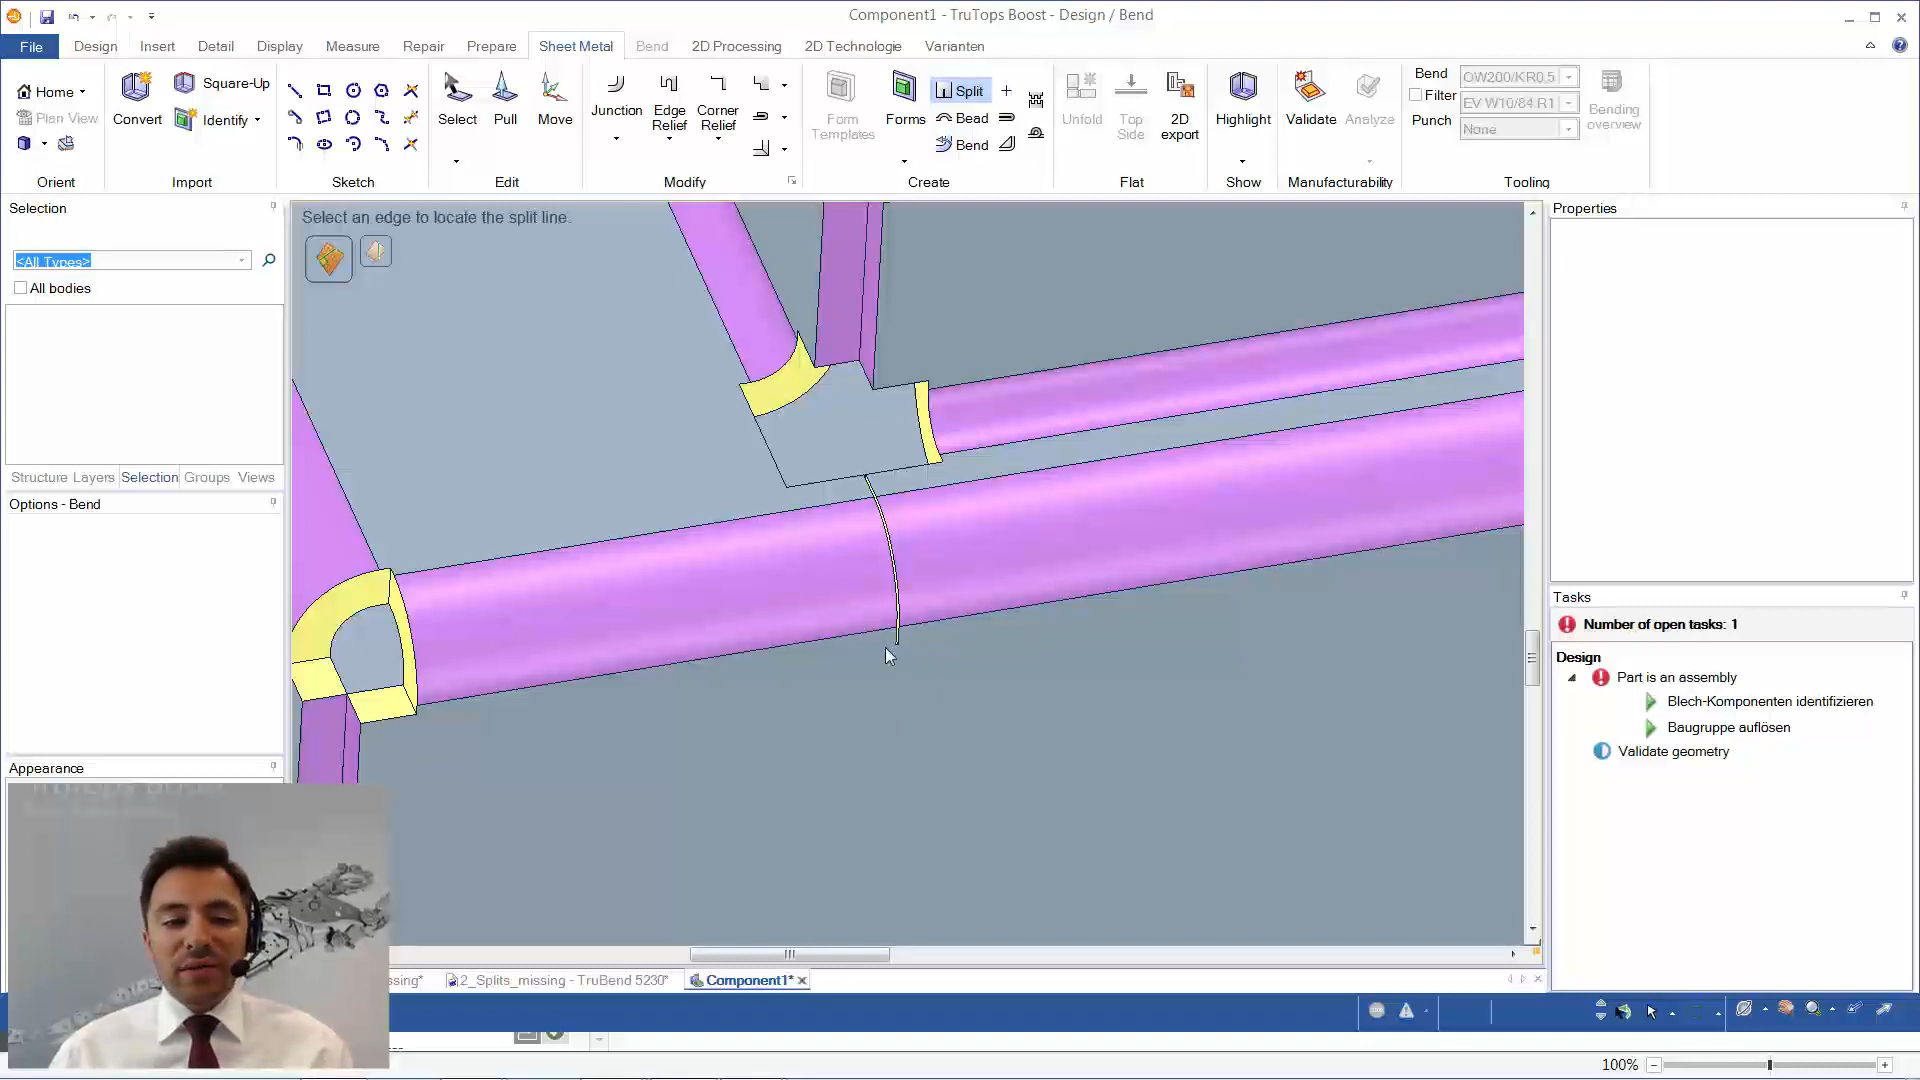 Component1 - TruTops Boost - Design / Bend
File
Design
Insert
Detail
Display
Measure
Repair
Prepare
Sheet Metal
Bend
2D Processing
2D Technologie
Varianten
Home
Plan View
Orient
Convert
Square-Up
Identify
Import
Sketch
Select
Pull
Move
Edit
Junction
Edge Relief
Corner Relief
Modify
Form Templates
Forms
Split
Bead
Bend
Create
Unfold
Top Side
2D export
Flat
Highlight
Show
Validate
Analyze
Manufacturability
Bend
OW200/KR0,5
Filter
EV W10/84 R1
Punch
None
Bending overview
Tooling
Selection
<All Types>
All bodies
Structure Layers Selection Groups Views
Options - Bend
Appearance
Select an edge to locate the split line.
Properties
Tasks
Number of open tasks: 1
Design
Part is an assembly
Blech-Komponenten identifizieren
Baugruppe auflösen
Validate geometry
ssing*
2_Splits_missing - TruBend 5230*
Component1*
100%